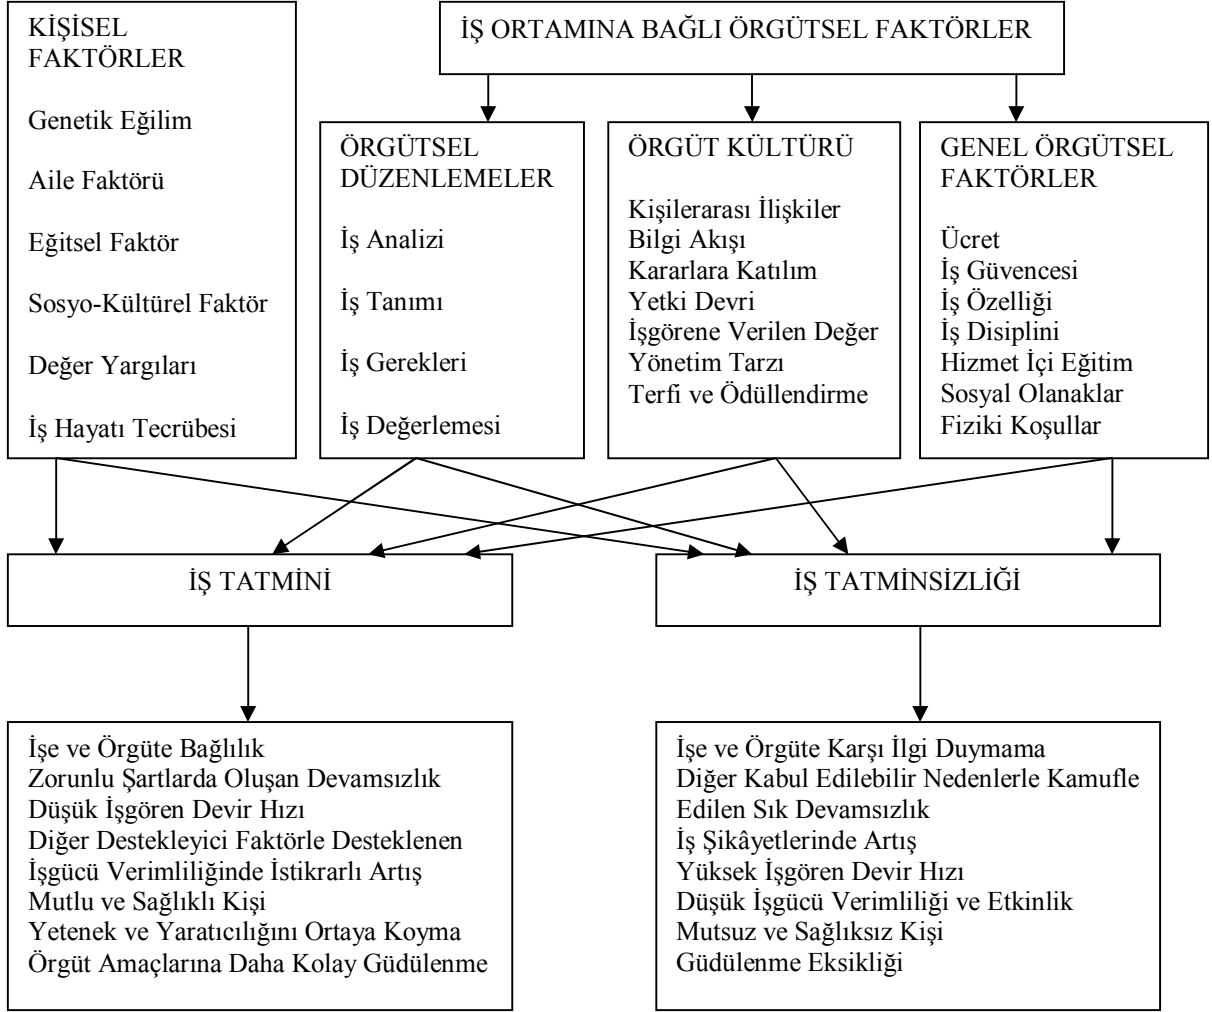 KİŞİSEL
FAKTÖRLER
Genetik Eğilim
Aile Faktörü
Eğitsel Faktör
Sosyo-Kültürel Faktör
Değer Yargıları
İş Hayatı Tecrübesi
İŞ ORTAMINA BAĞLI ÖRGÜTSEL FAKTÖRLER
ÖRGÜTSEL
DÜZENLEMELER
İş Analizi
İş Tanımı
İş Gerekleri
İş Değerlemesi
ÖRGÜT KÜLTÜRÜ
Kişilerarası İlişkiler
Bilgi Akışı
Kararlara Katılım
Yetki Devri
İşgörene Verilen Değer
Yönetim Tarzı
Terfi ve Ödüllendirme
GENEL ÖRGÜTSEL
FAKTÖRLER
Ücret
İş Güvencesi
İş Özelliği
İş Disiplini
Hizmet İçi Eğitim
Sosyal Olanaklar
Fiziki Koşullar
İŞ TATMİNİ
İŞ TATMİNSİZLİĞİ
İşe ve Örgüte Bağlılık
Zorunlu Şartlarda Oluşan Devamsızlık
Düşük İşgören Devir Hızı
Diğer Destekleyici Faktörle Desteklenen
İşgücü Verimliliğinde İstikrarlı Artış
Mutlu ve Sağlıklı Kişi
Yetenek ve Yaratıcılığını Ortaya Koyma
Örgüt Amaçlarına Daha Kolay Güdülenme
İşe ve Örgüte Karşı İlgi Duymama
Diğer Kabul Edilebilir Nedenlerle Kamufle
Edilen Sık Devamsızlık
İş Şikâyetlerinde Artış
Yüksek İşgören Devir Hızı
Düşük İşgücü Verimliliği ve Etkinlik
Mutsuz ve Sağlıksız Kişi
Güdülenme Eksikliği